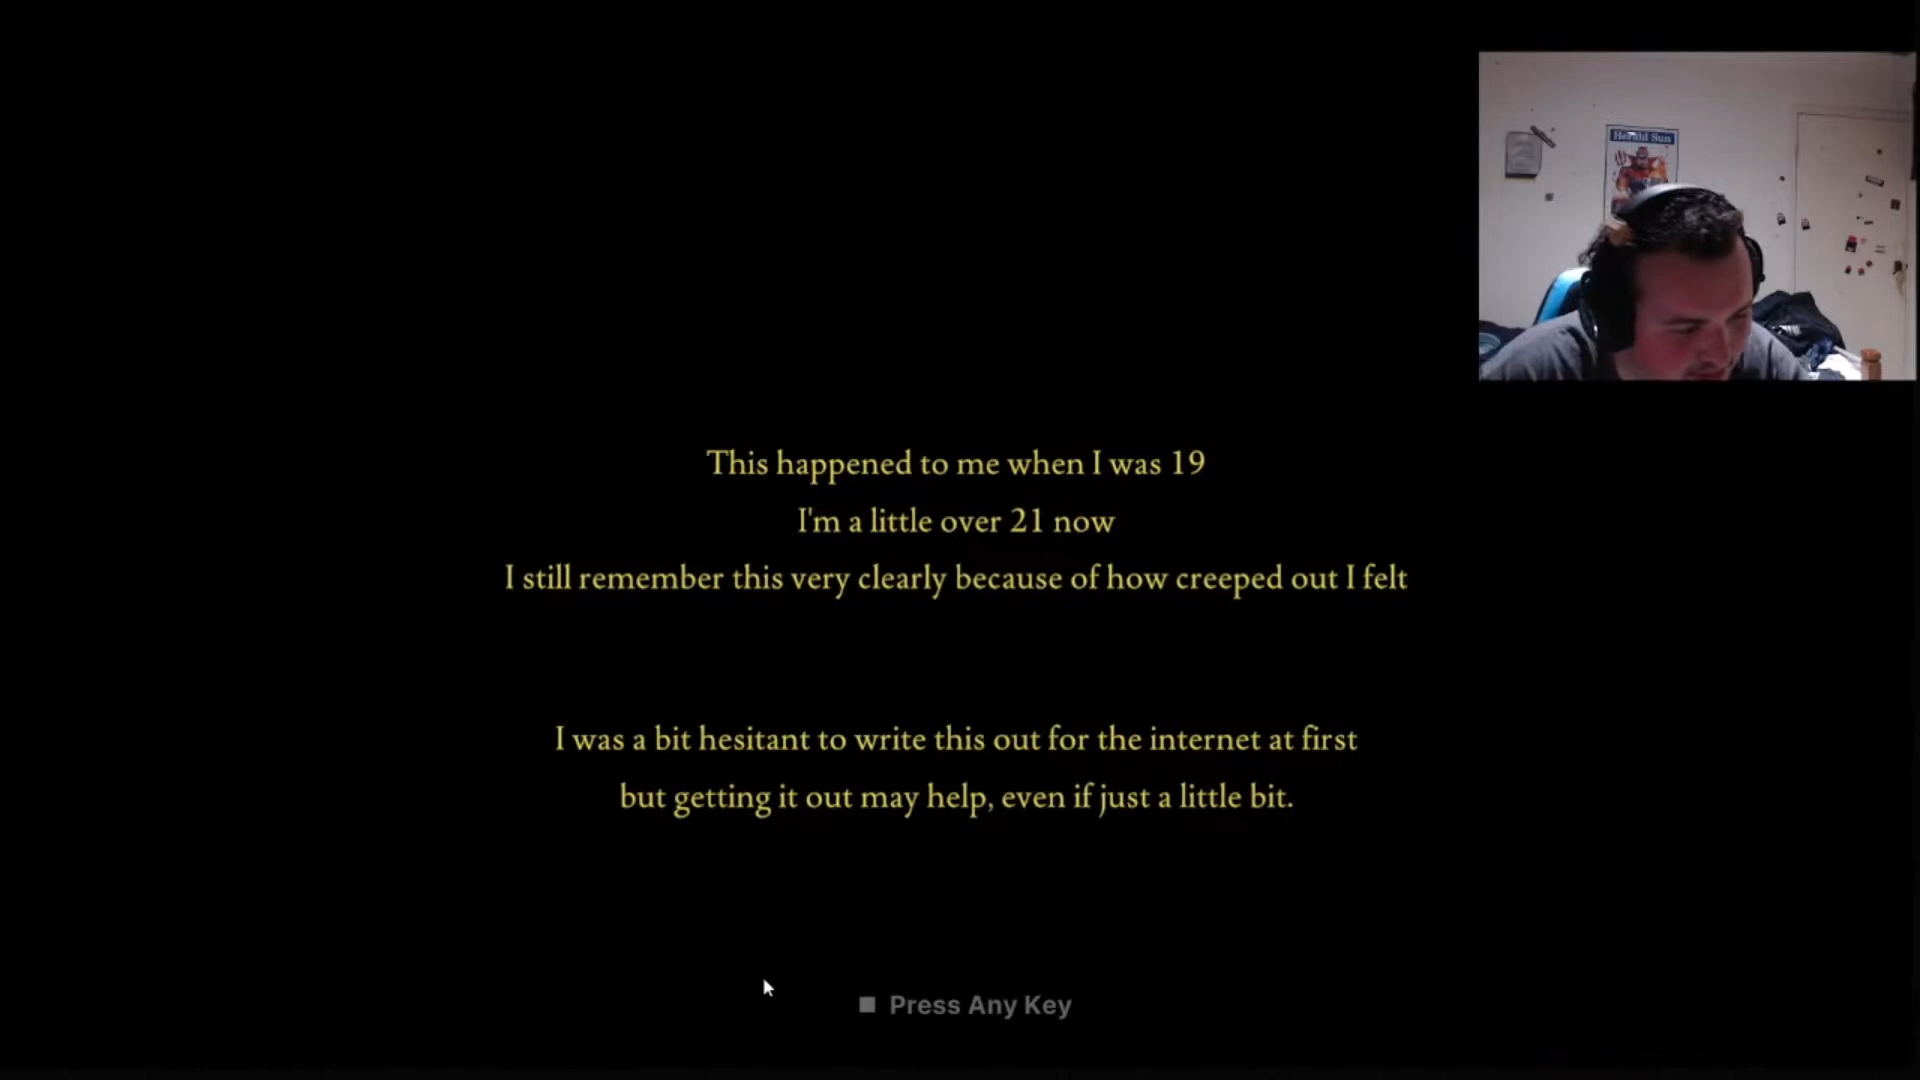 Herald Sun
This happened to me when I was 19
I'm a little over 21 now
I still remember this very clearly because of how creeped out I felt
I was a bit hesitant to write this out for the internet at first
but getting it out may help, even if just a little bit.
Press Any Key